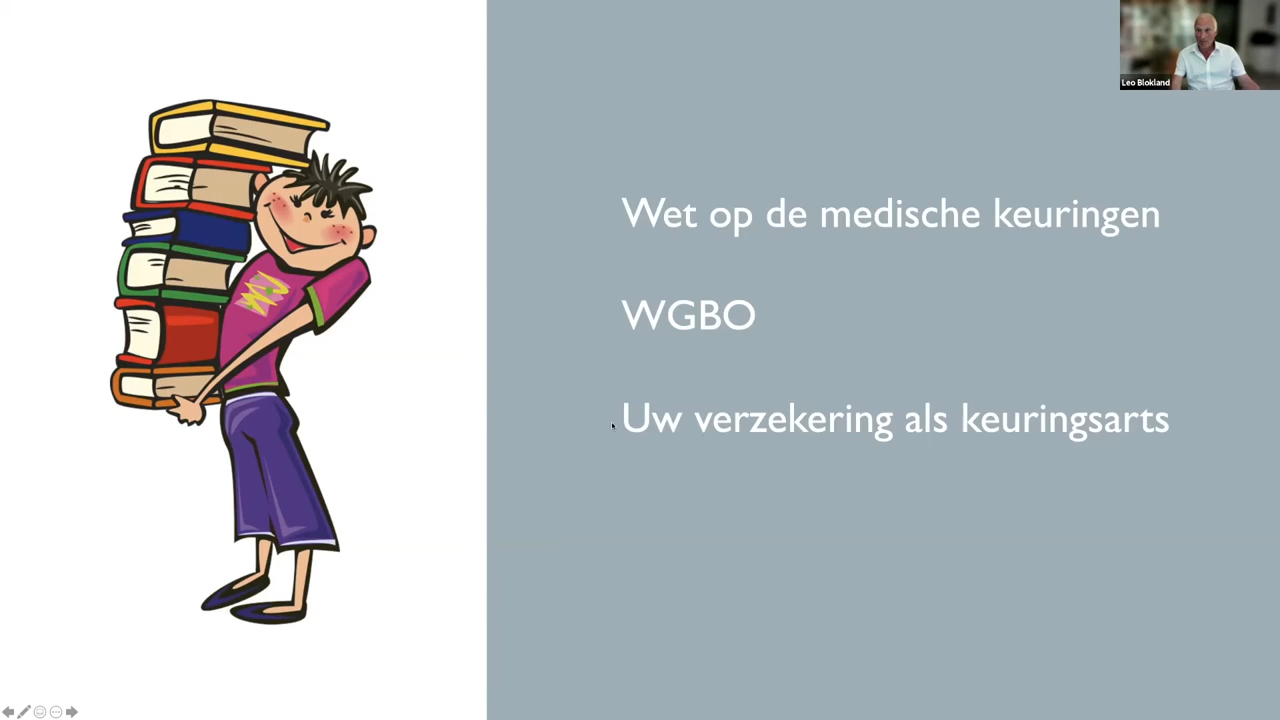 Leo Blokland
Wet op de medische keuringen
WGBO
Uw verzekering als keuringsarts